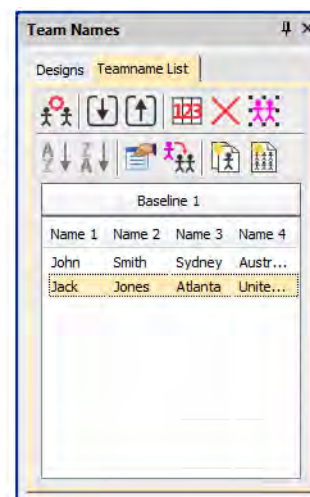 Team Names
Designs Teamname List
123
A Z Z A
Baseline 1
Name 1 Name 2 Name 3 Name 4
John Smith Sydney Austr...
Jack Jones Atlanta Unite...